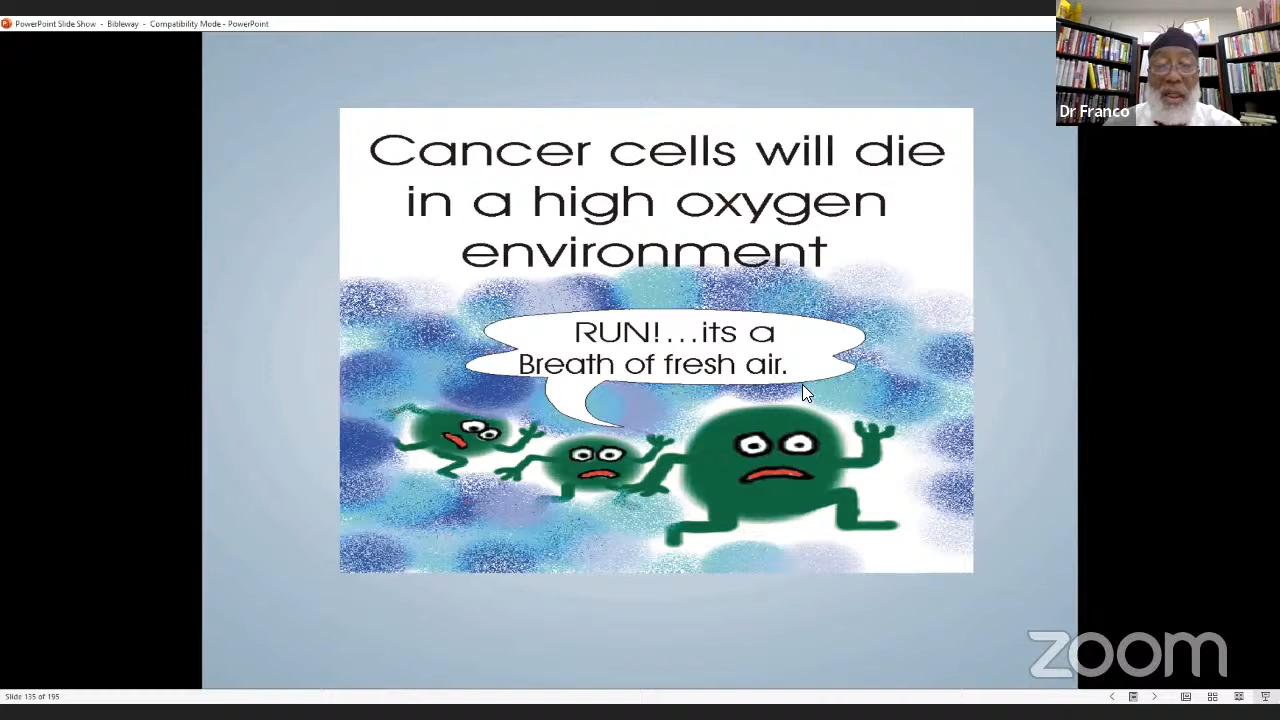 PowerPoint Slide Show - Bibleway - Compatibility Mode - PowerPoint
Dr Franco
Cancer cells will die
in a high oxygen
environment
RUN!...its a
Breath of fresh air.
zoom
Slide 135 of 195